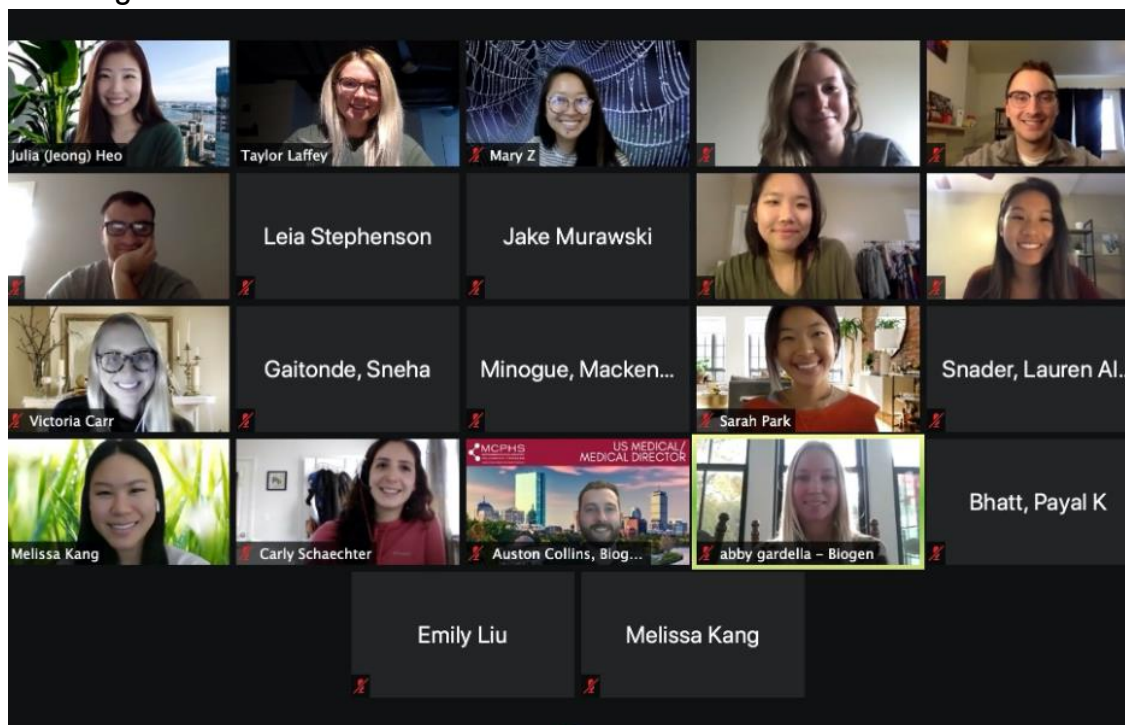 Julia (Jeong) Heo
Taylor Laffey
Mary Z
Leia Stephenson
Jake Murawski
Victoria Carr
Gaitonde, Sneha
Minogue, Macken...
Sarah Park
Snader, Lauren Al..
Melissa Kang
Carly Schaechter
MCPHS
US MEDICAL/
MEDICAL DIRECTOR
Auston Collins, Biog...
abby gardella – Biogen
Bhatt, Payal K
Emily Liu
Melissa Kang